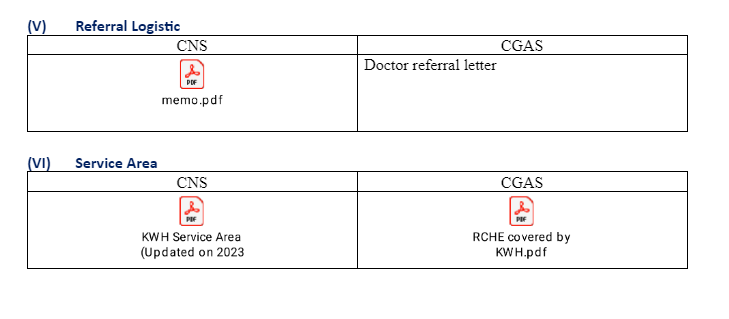 (V) Referral Logistic
CNS CGAS
PDF
memo.pdf
Doctor referral letter
(VI) Service Area
CNS CGAS
PDF PDF
KWH Service Area
(Updated on 2023
RCHE covered by
KWH.pdf